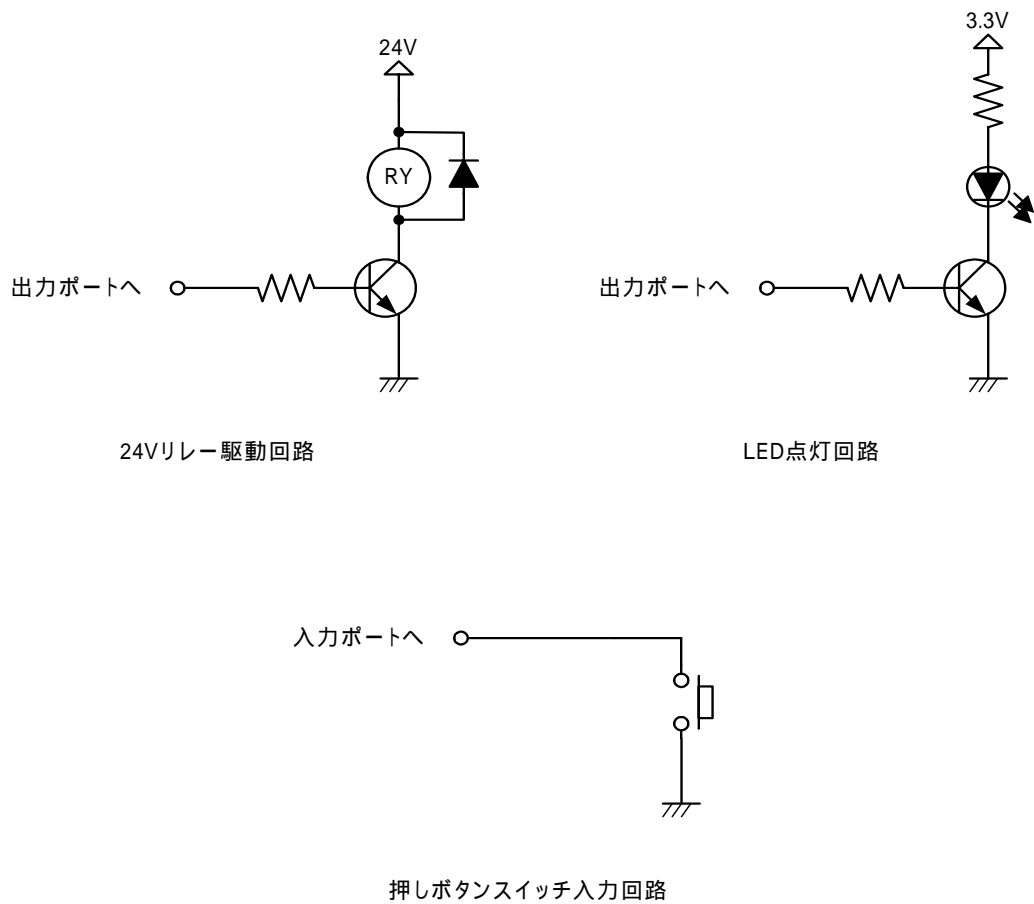 24V
3.3V
RY
出力ポートへ
出力ポートへ
24Vリレー駆動回路
LED点灯回路
入力ポートへ
押しボタンスイッチ入力回路